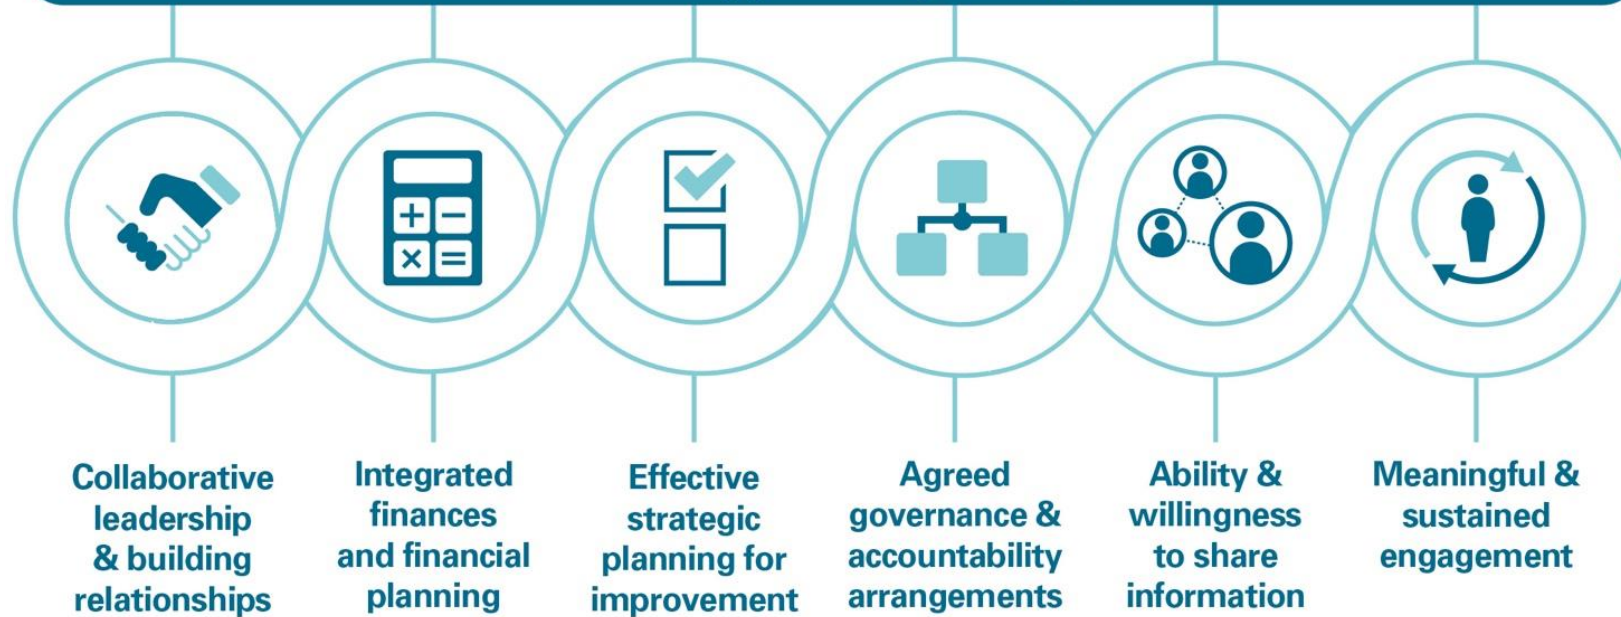 Collaborative
leadership
& building
relationships
Integrated
finances
and financial
planning
Effective
strategic
planning for
improvement
Agreed
governance &
accountability
arrangements
Ability &
willingness
to share
information
Meaningful &
sustained
engagement